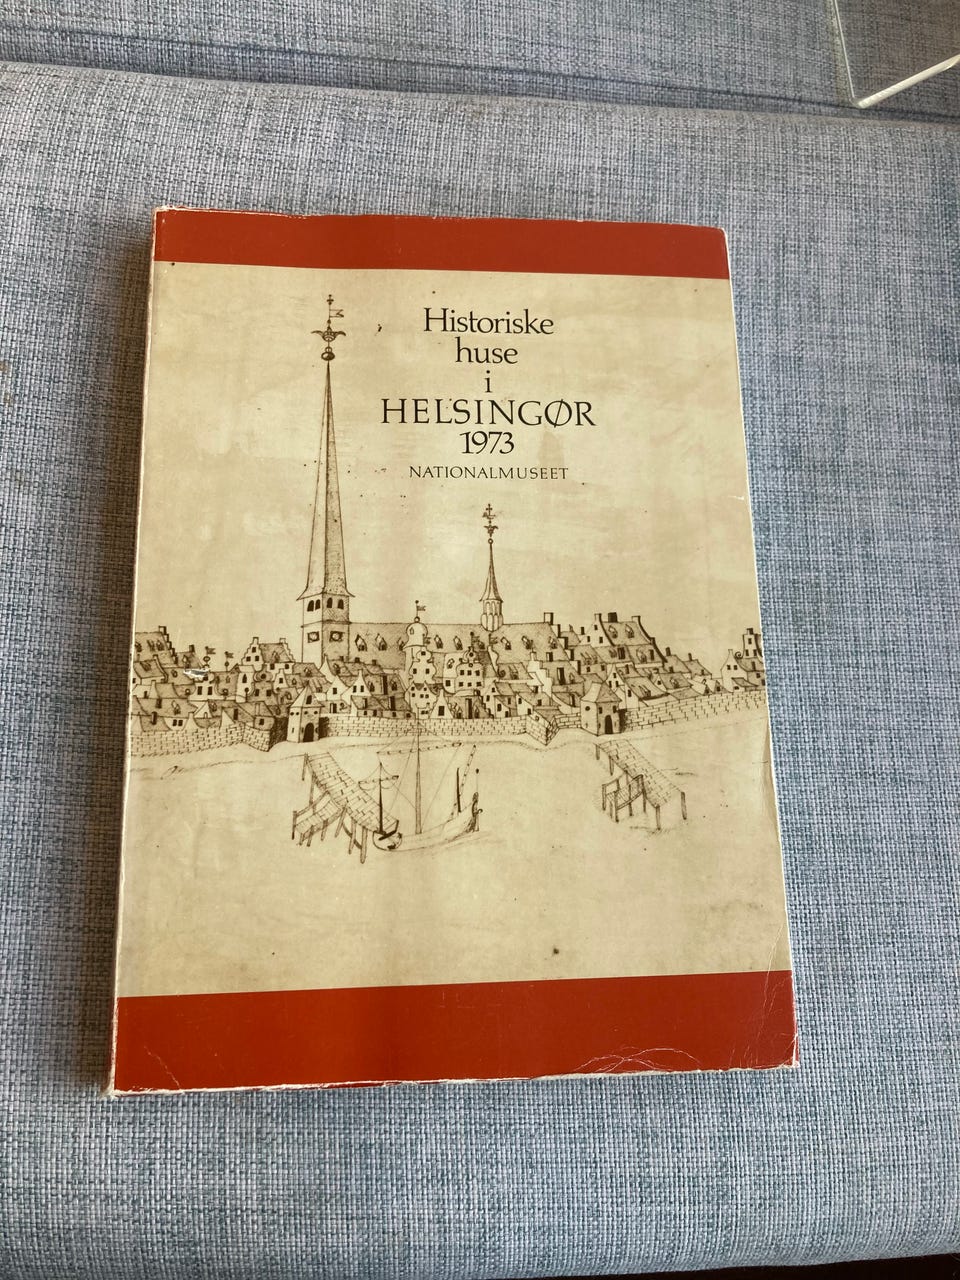 Historiske
huse
i
HELSINGØR
1973
NATIONALMUSEET